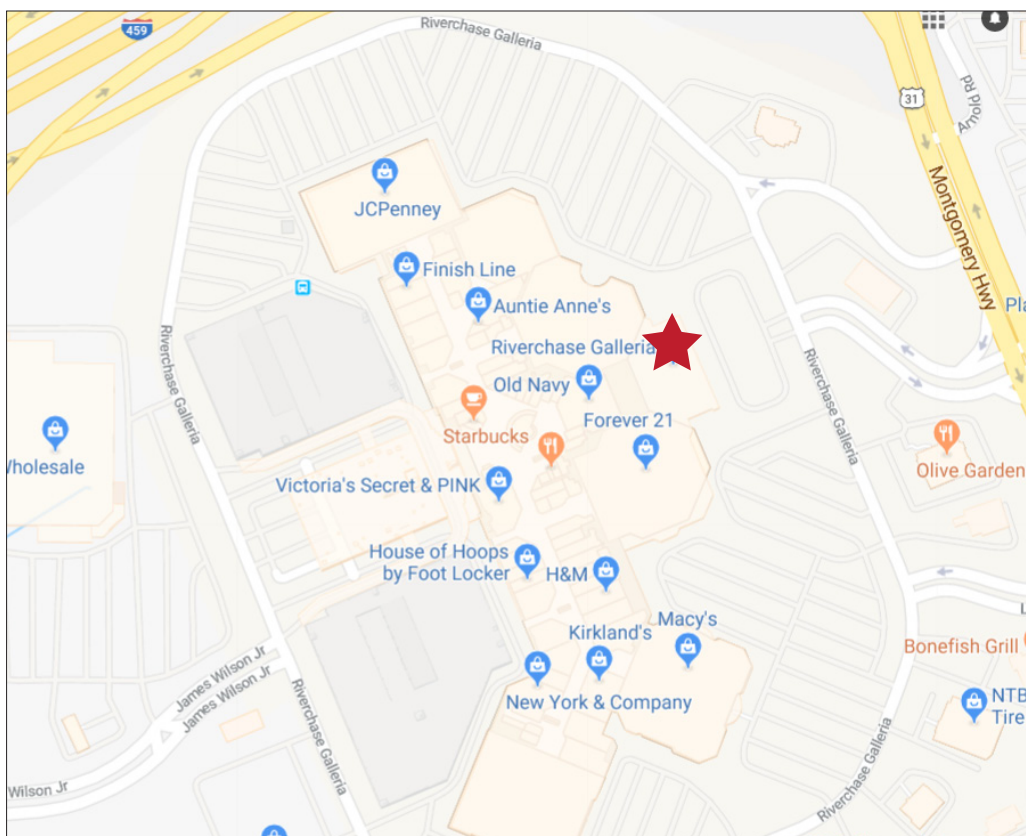 Riverchase Galleria
459
31
Arnold Rd
Montgomery Hwy
JCPenney
Finish Line
Auntie Anne's
Riverchase Galleria
Old Navy
Forever 21
Starbucks
Riverchase Galleria
Riverchase Galleria
Olive Garden
Wholesale
Victoria's Secret & PINK
House of Hoops
by Foot Locker
H&M
Macy's
Kirkland's
Bonefish Grill
New York & Company
NTB
Tire
James Wilson Jr
James Wilson Jr
Riverchase Galleria
Riverchase Galleria
Wilson Jr